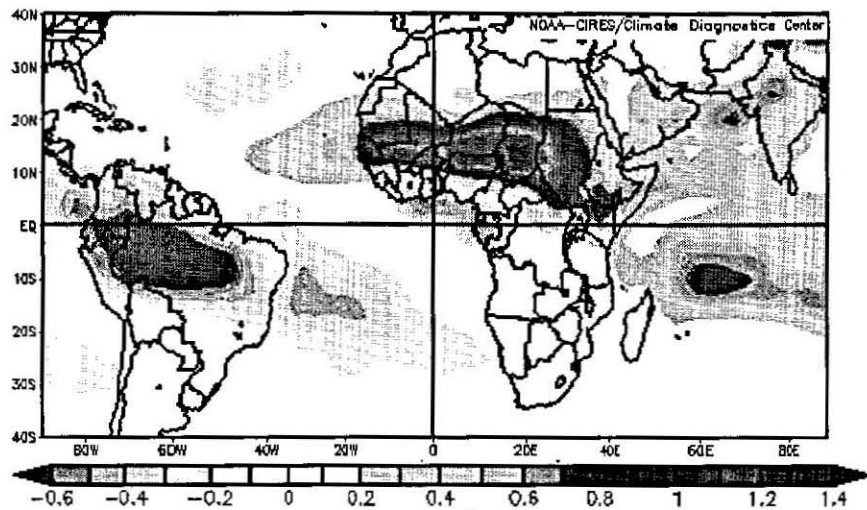 40N
NOAA-CIRES/Climate Diagnostics Center
30N
20N
10N
EQ
10S
20S
30S
40S
80W 60W 40W 20W 0 20E 40E 60E 80E
-0.6 -0.4 -0.2 0 0.2 0.4 0.6 0.8 1 1.2 1.4